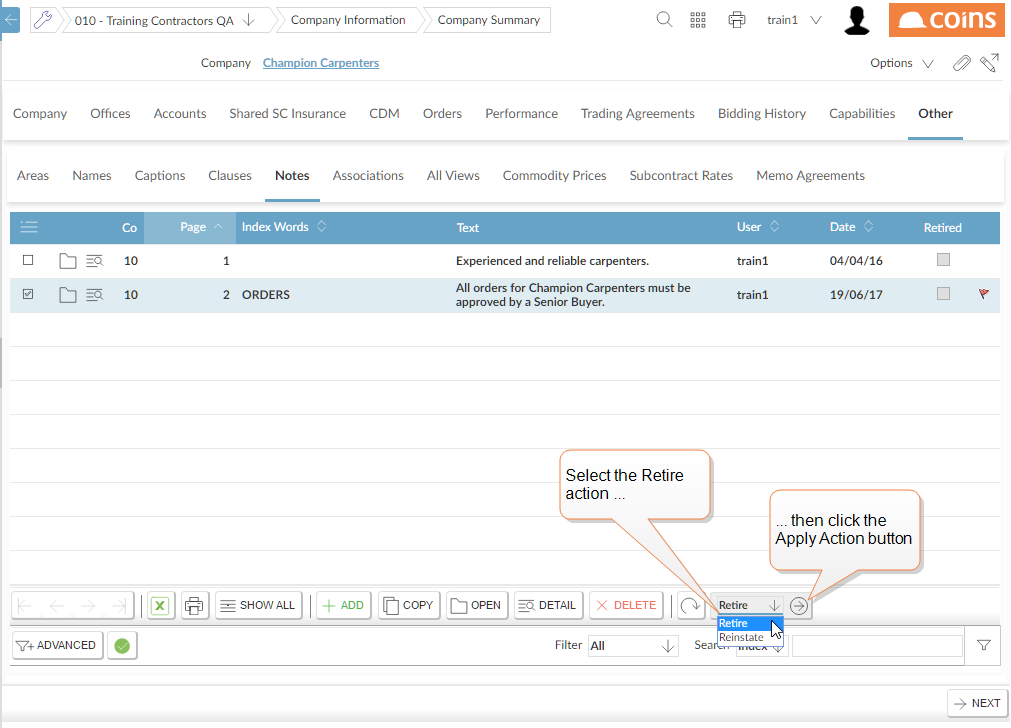 010 - Training Contractors QA
Company Information
Company Summary
train1
coins
Company Champion Carpenters
Options
Company Offices Accounts Shared SC Insurance CDM Orders Performance Trading Agreements Bidding History Capabilities Other
Areas Names Captions Clauses Notes Associations All Views Commodity Prices Subcontract Rates Memo Agreements
Co Page Index Words Text User Date Retired
10 1 Experienced and reliable carpenters. train1 04/04/16
10 2 ORDERS All orders for Champion Carpenters must be
approved by a Senior Buyer. train1 19/06/17
Select the Retire
action ...
... then click the
Apply Action button
SHOW ALL ADD COPY OPEN DETAIL DELETE Retire
Retire
Reinstate
ADVANCED Filter All Search Index
NEXT